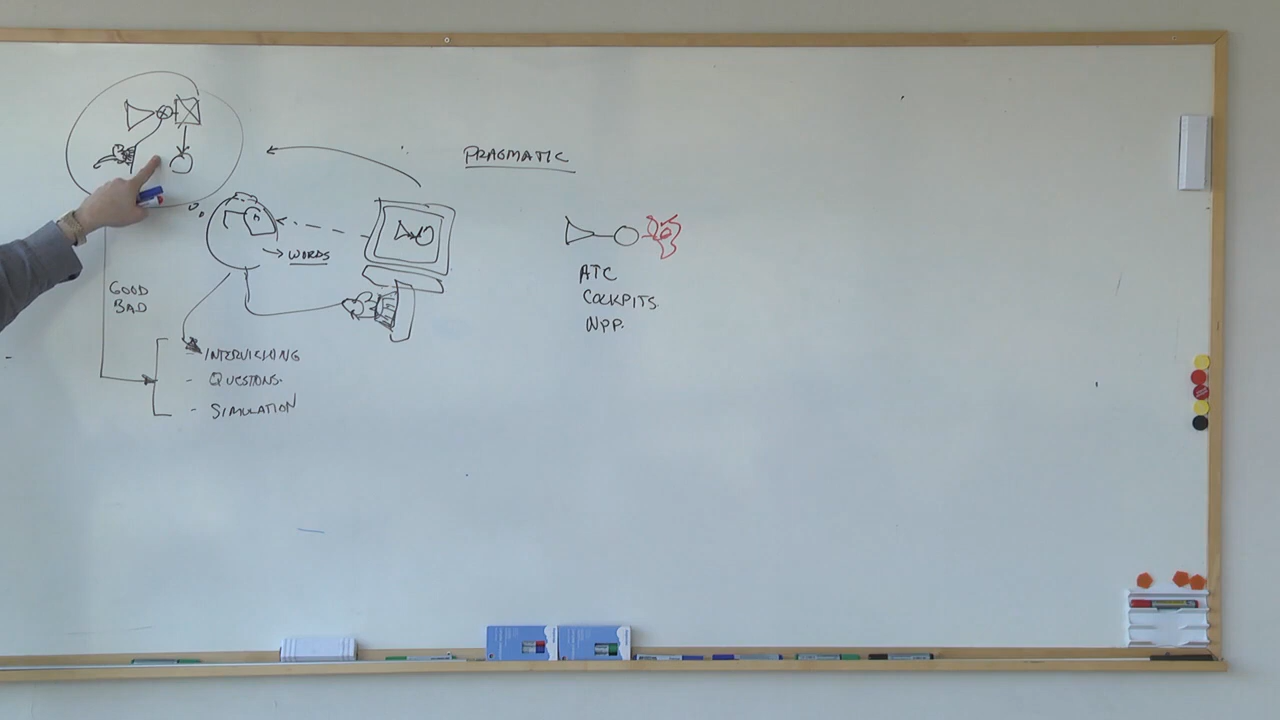 PRAGMATIC
→ WORDS
GOOD
BAD
ATC
COCKPITS.
NPP.
- INTERVIEWING
- QUESTIONS.
- SIMULATION